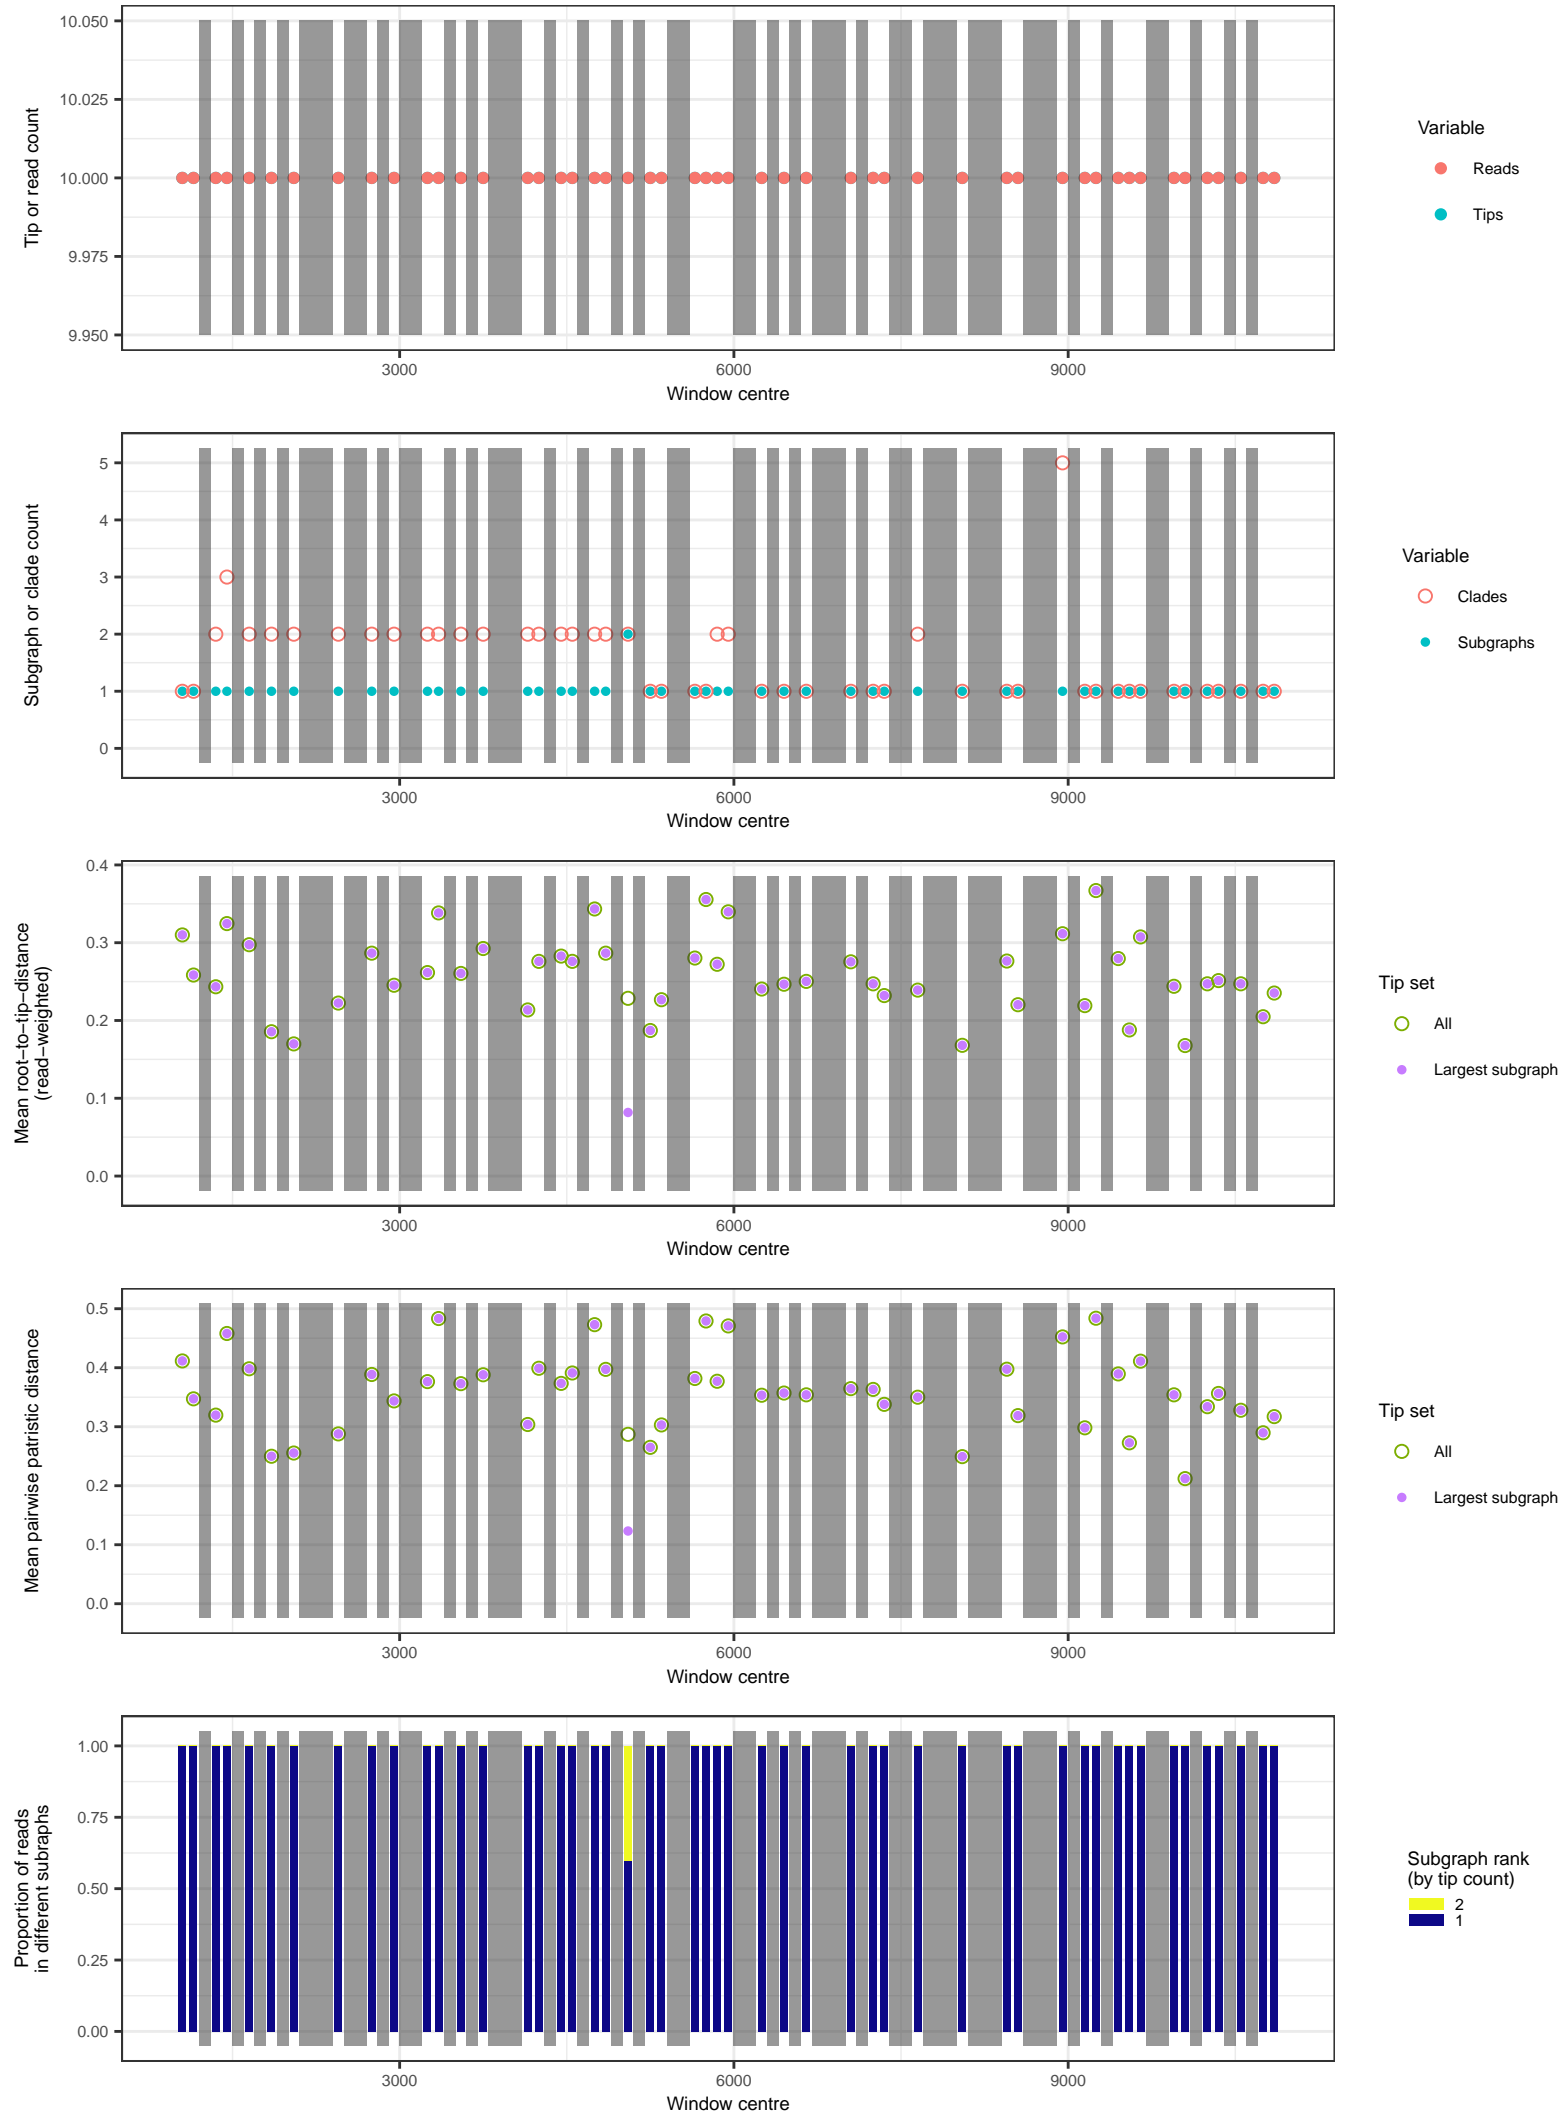 10.050
10.025
10.000
9.975
9.950
Tip or read count
3000
6000
9000
Window centre
Variable
Reads
Tips
5
4
3
2
1
0
Subgraph or clade count
3000
6000
9000
Window centre
Variable
Clades
Subgraphs
0.4
0.3
0.2
0.1
0.0
Mean root−to−tip−distance
(read−weighted)
3000
6000
9000
Window centre
Tip set
All
Largest subgraph
0.5
0.4
0.3
0.2
0.1
0.0
Mean pairwise patristic distance
3000
6000
9000
Window centre
Tip set
All
Largest subgraph
1.00
0.75
0.50
0.25
0.00
Proportion of reads
in different subraphs
3000
6000
9000
Window centre
Subgraph rank
(by tip count)
2
1